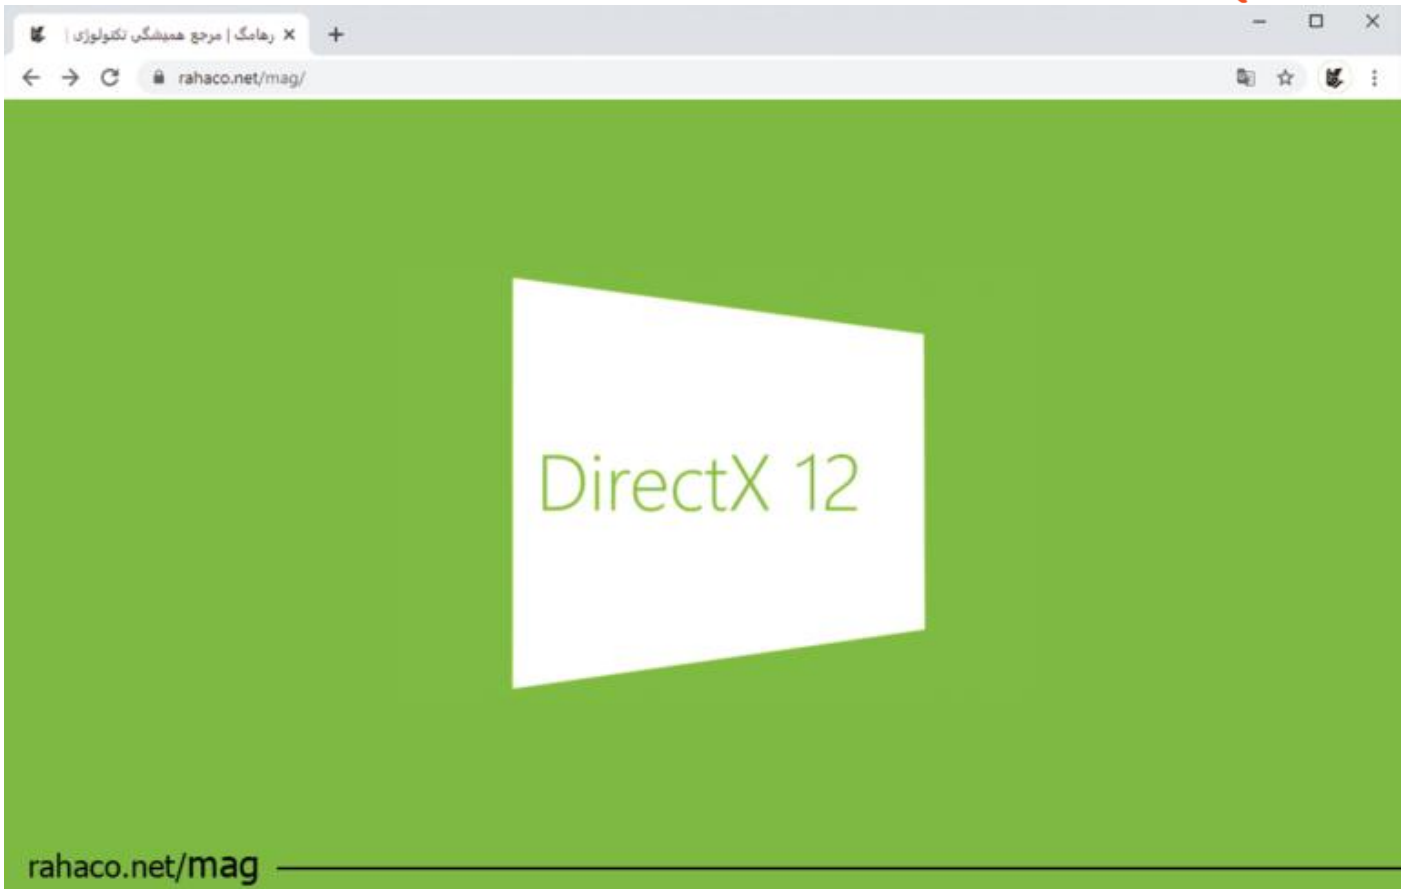 رهامگ | مرجع همیشگی تکنولوژی |
rahaco.net/mag/
DirectX 12
rahaco.net/mag